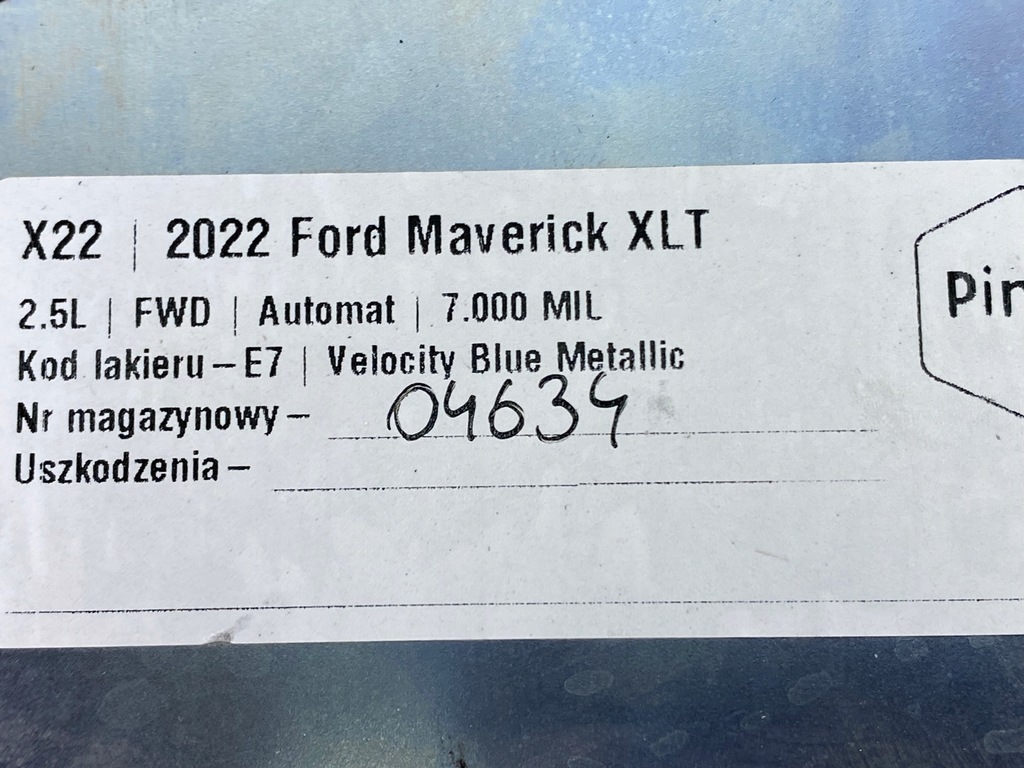 X22 | 2022 Ford Maverick XLT
2.5L | FWD | Automat | 7.000 MIL
Kod lakieru – E7 | Velocity Blue Metallic
Nr magazynowy – 04634
Uszkodzenia –